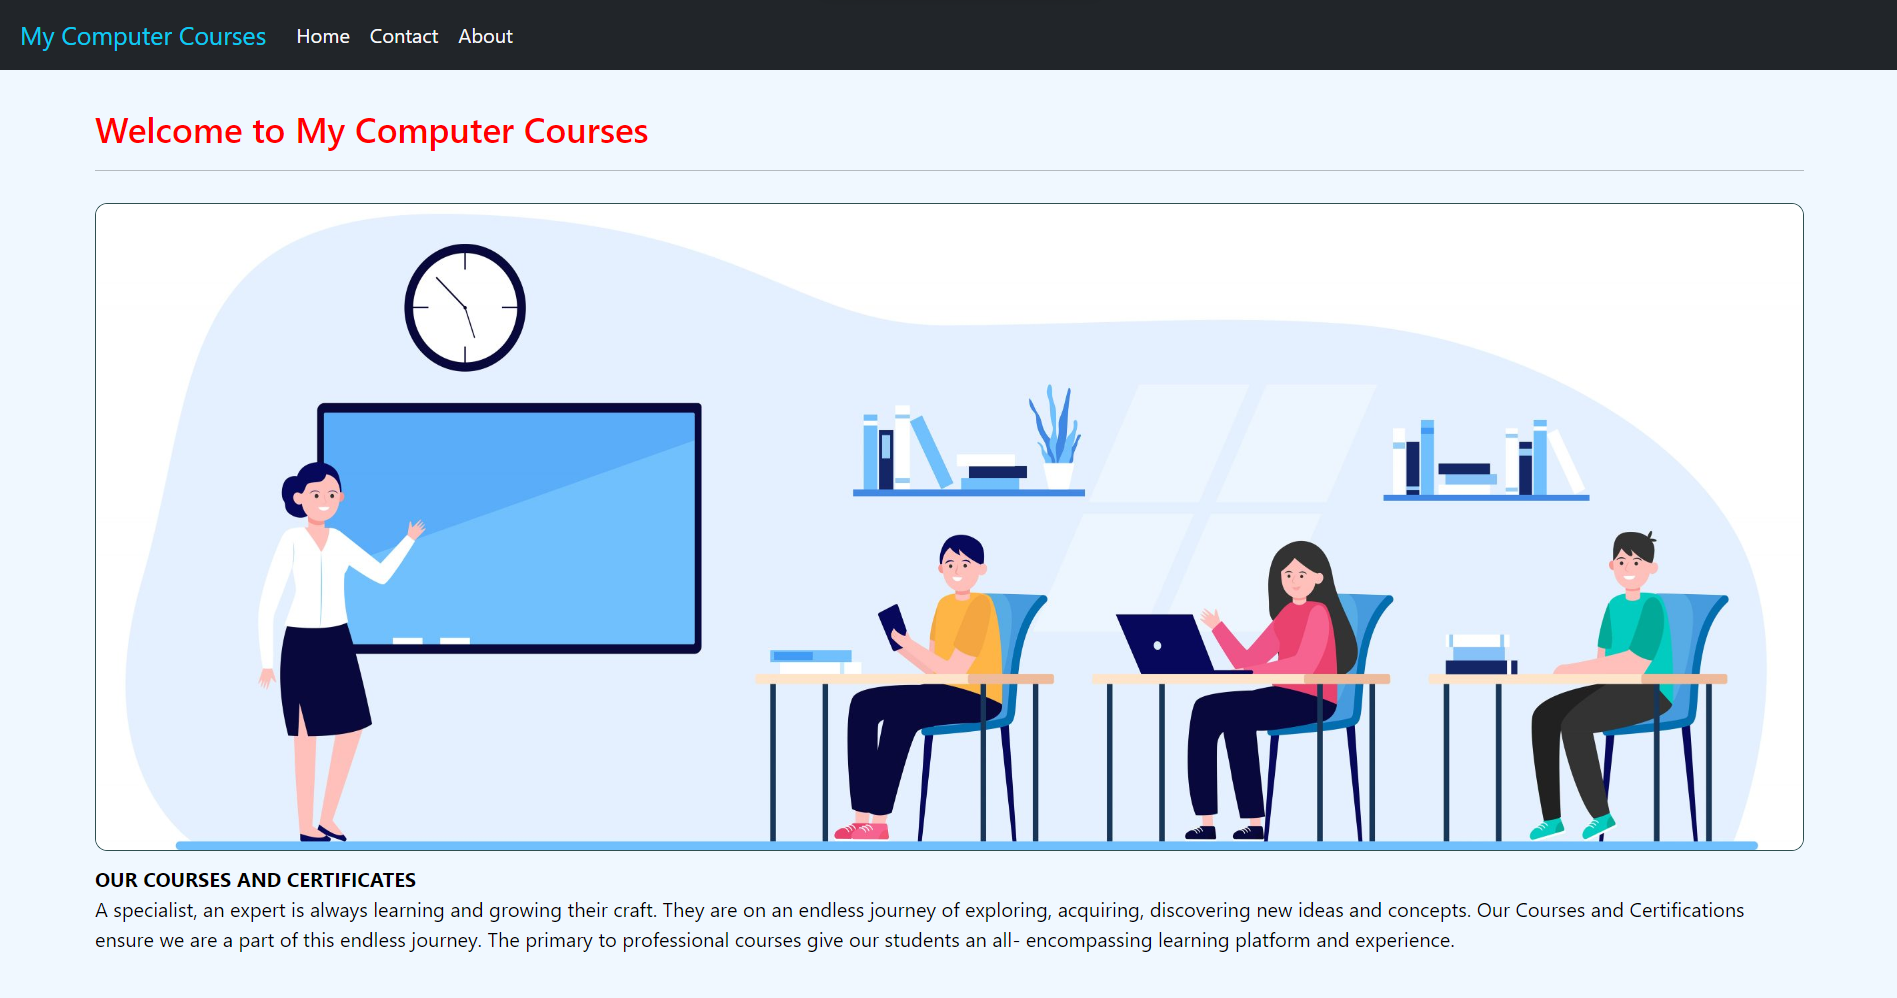 My Computer Courses Home Contact About
Welcome to My Computer Courses
OUR COURSES AND CERTIFICATES
A specialist, an expert is always learning and growing their craft. They are on an endless journey of exploring, acquiring, discovering new ideas and concepts. Our Courses and Certifications
ensure we are a part of this endless journey. The primary to professional courses give our students an all- encompassing learning platform and experience.